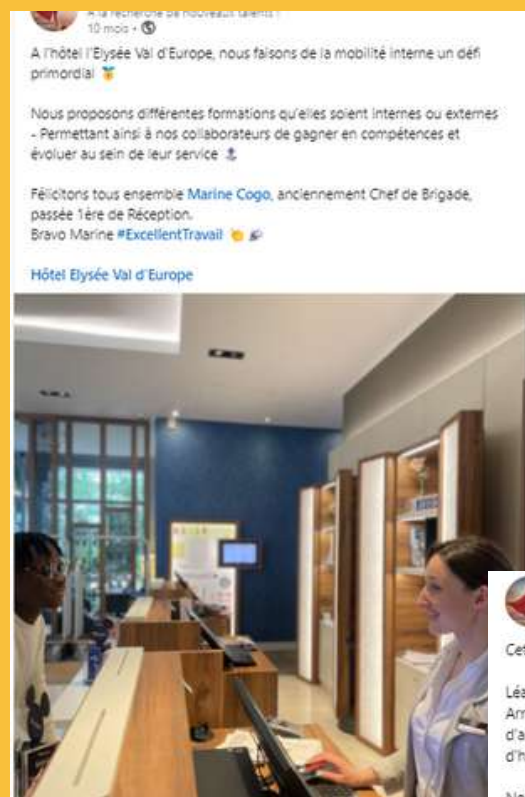 A la recherche de nouveaux talents !
10 mois •
A l'hôtel l'Elysée Val d'Europe, nous faisons de la mobilité interne un défi
primordial 🏅
Nous proposons différentes formations qu'elles soient internes ou externes
- Permettant ainsi à nos collaborateurs de gagner en compétences et
évoluer au sein de leur service
Félicitons tous ensemble Marine Cogo, anciennement Chef de Brigade,
passée 1ère de Réception.
Bravo Marine #ExcellentTravail 👏 🎉
Hôtel Elysée Val d'Europe
Cet
Léa
Arr
d'a
d'h